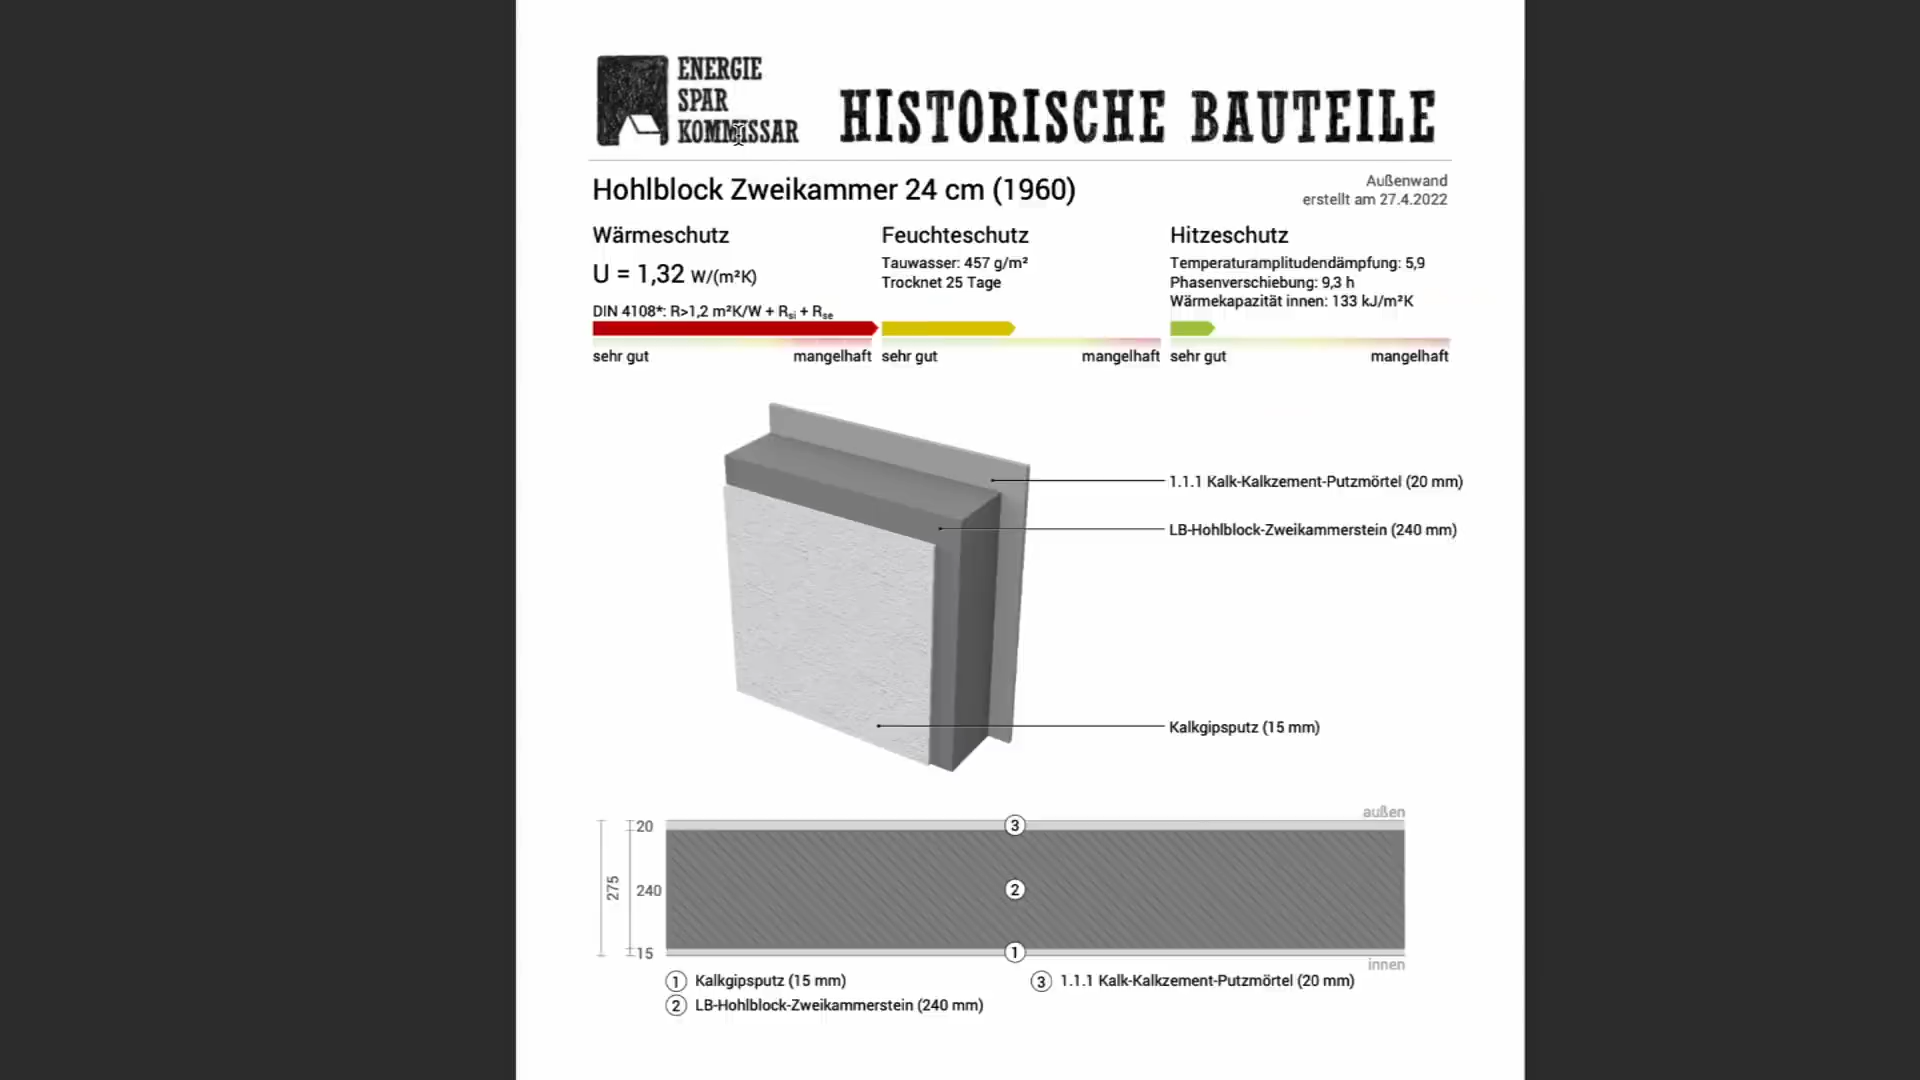 ENERGIE
SPAR
KOMMISSAR
HISTORISCHE BAUTEILE
Hohlblock Zweikammer 24 cm (1960)
Außenwand
erstellt am 27.4.2022
Wärmeschutz
U = 1,32 W/(m²K)
DIN 4108*: R>1,2 m²K/W + Rsi + Rse
sehr gut mangelhaft
Feuchteschutz
Tauwasser: 457 g/m²
Trocknet 25 Tage
sehr gut mangelhaft
Hitzeschutz
Temperaturamplitudendämpfung: 5,9
Phasenverschiebung: 9,3 h
Wärmekapazität innen: 133 kJ/m²K
sehr gut mangelhaft
1.1.1 Kalk-Kalkzement-Putzmörtel (20 mm)
LB-Hohlblock-Zweikammerstein (240 mm)
Kalkgipsputz (15 mm)
außen
20
3
275
240
2
15
1
innen
1 Kalkgipsputz (15 mm)
2 LB-Hohlblock-Zweikammerstein (240 mm)
3 1.1.1 Kalk-Kalkzement-Putzmörtel (20 mm)